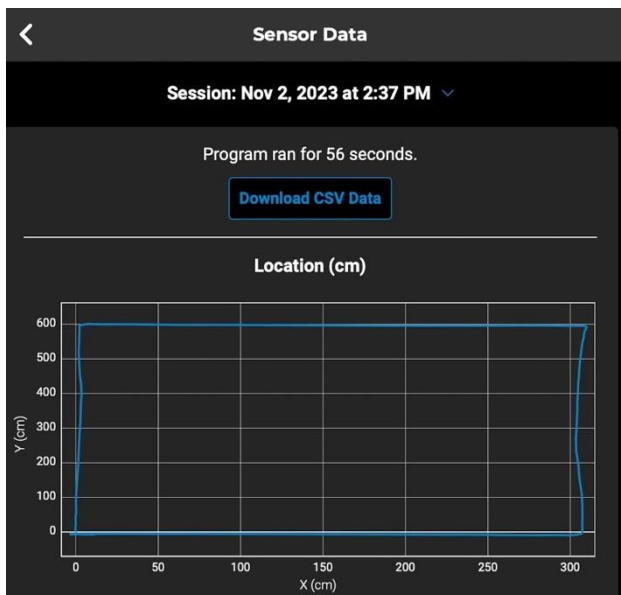 Sensor Data
Session: Nov 2, 2023 at 2:37 PM
Program ran for 56 seconds.
Download CSV Data
Location (cm)
600
500
400
300
200
100
0
Y (cm)
0 50 100 150 200 250 300
X (cm)